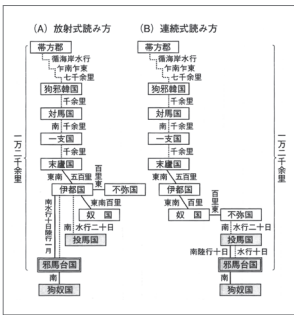 (A) 放射式読み方
帯方郡
循海岸水行
乍南乍東
七千余里
狗邪韓国
千余里
対馬国
南 千余里
一支国
千余里
末廬国
東南 五百里
伊都国
百里
東
不弥国
東南百里
奴国
南水行十日陸行一月
南 水行二十日
投馬国
邪馬台国
南
狗奴国
一万二千余里
(B) 連続式読み方
帯方郡
循海岸水行
乍南乍東
七千余里
狗邪韓国
千余里
対馬国
南 千余里
一支国
千余里
末廬国
東南 五百里
伊都国
東南百里
奴国
百里
東
不弥国
南 水行二十日
投馬国
南陸行十日 水行十日
邪馬台国
南
狗奴国
一万二千余里